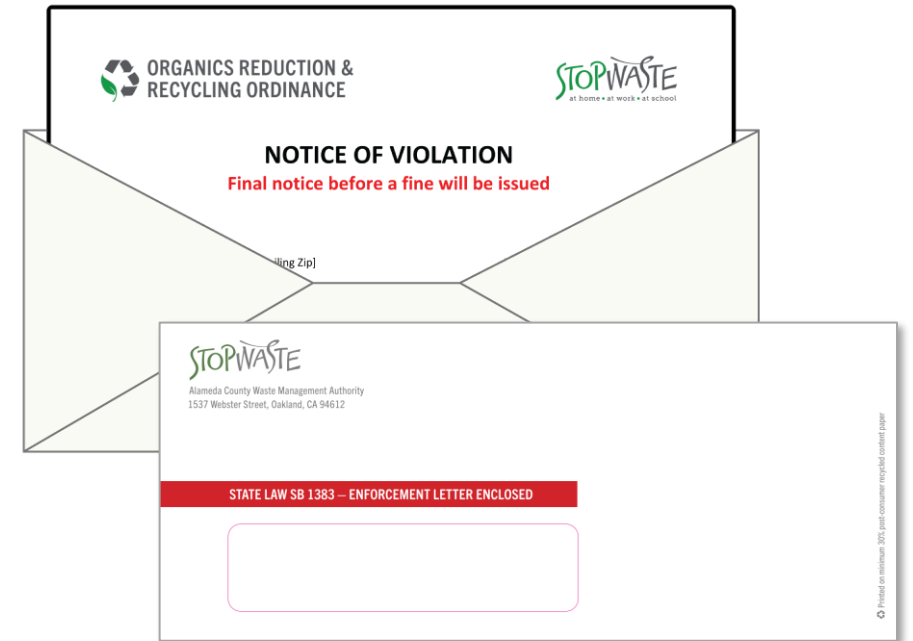 ORGANICS REDUCTION &
RECYCLING ORDINANCE
STOPWASTE
at home • at work • at school
NOTICE OF VIOLATION
Final notice before a fine will be issued
iling Zip]
STOPWASTE
Alameda County Waste Management Authority
1537 Webster Street, Oakland, CA 94612
STATE LAW SB 1383 – ENFORCEMENT LETTER ENCLOSED
Printed on minimum 30% post-consumer recycled content paper